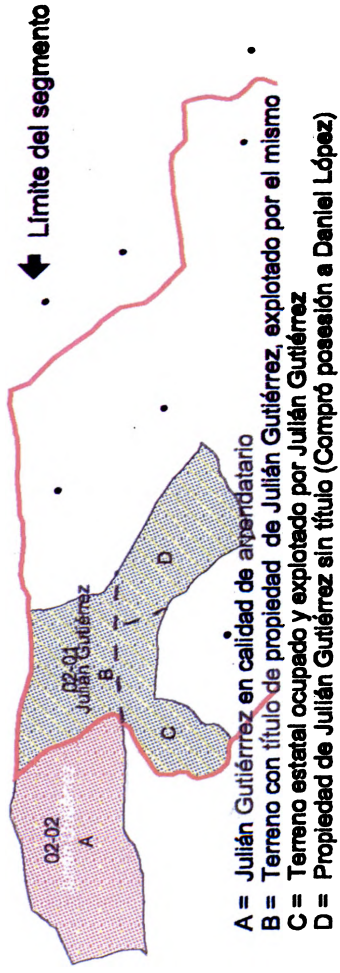 Límite del segmento
02-02
Julián Gutiérrez
A
02-01
Julián Gutiérrez
B
C
D
A = Julián Gutiérrez en calidad de arrendatario
B = Terreno con título de propiedad de Julián Gutiérrez, explotado por el mismo
C = Terreno estatal ocupado y explotado por Julián Gutiérrez
D = Propiedad de Julián Gutiérrez sin título (Compró posesión a Daniel López)